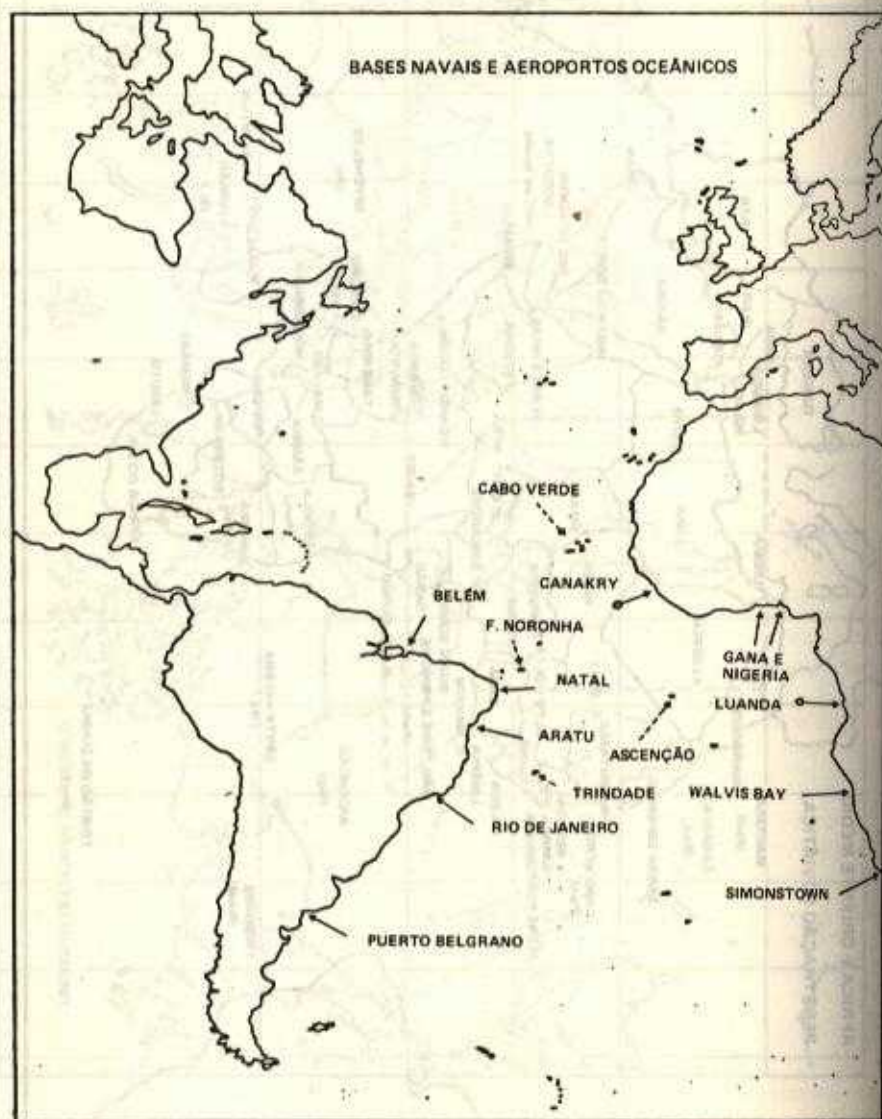 BASES NAVAIS E AEROPORTOS OCEÂNICOS
CABO VERDE
CANAKRY
BELÉM
F. NORONHA
GANA E
NIGERIA
NATAL
LUANDA
ARATU
ASCENÇÃO
TRINDADE
WALVIS BAY
RIO DE JANEIRO
SIMONSTOWN
PUERTO BELGRANO